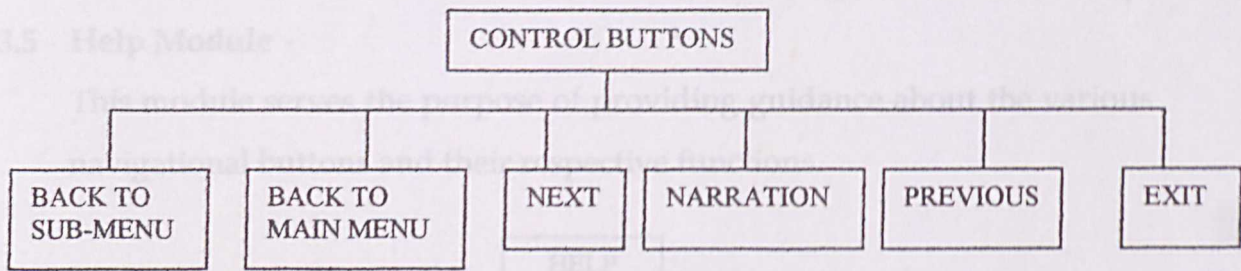 3.5 Help Module -
CONTROL BUTTONS
This module serves the purpose of providing guidance about the various
navigational buttons and their respective functions.
BACK TO
SUB-MENU
BACK TO
MAIN MENU
NEXT
NARRATION
PREVIOUS
EXIT
HELP